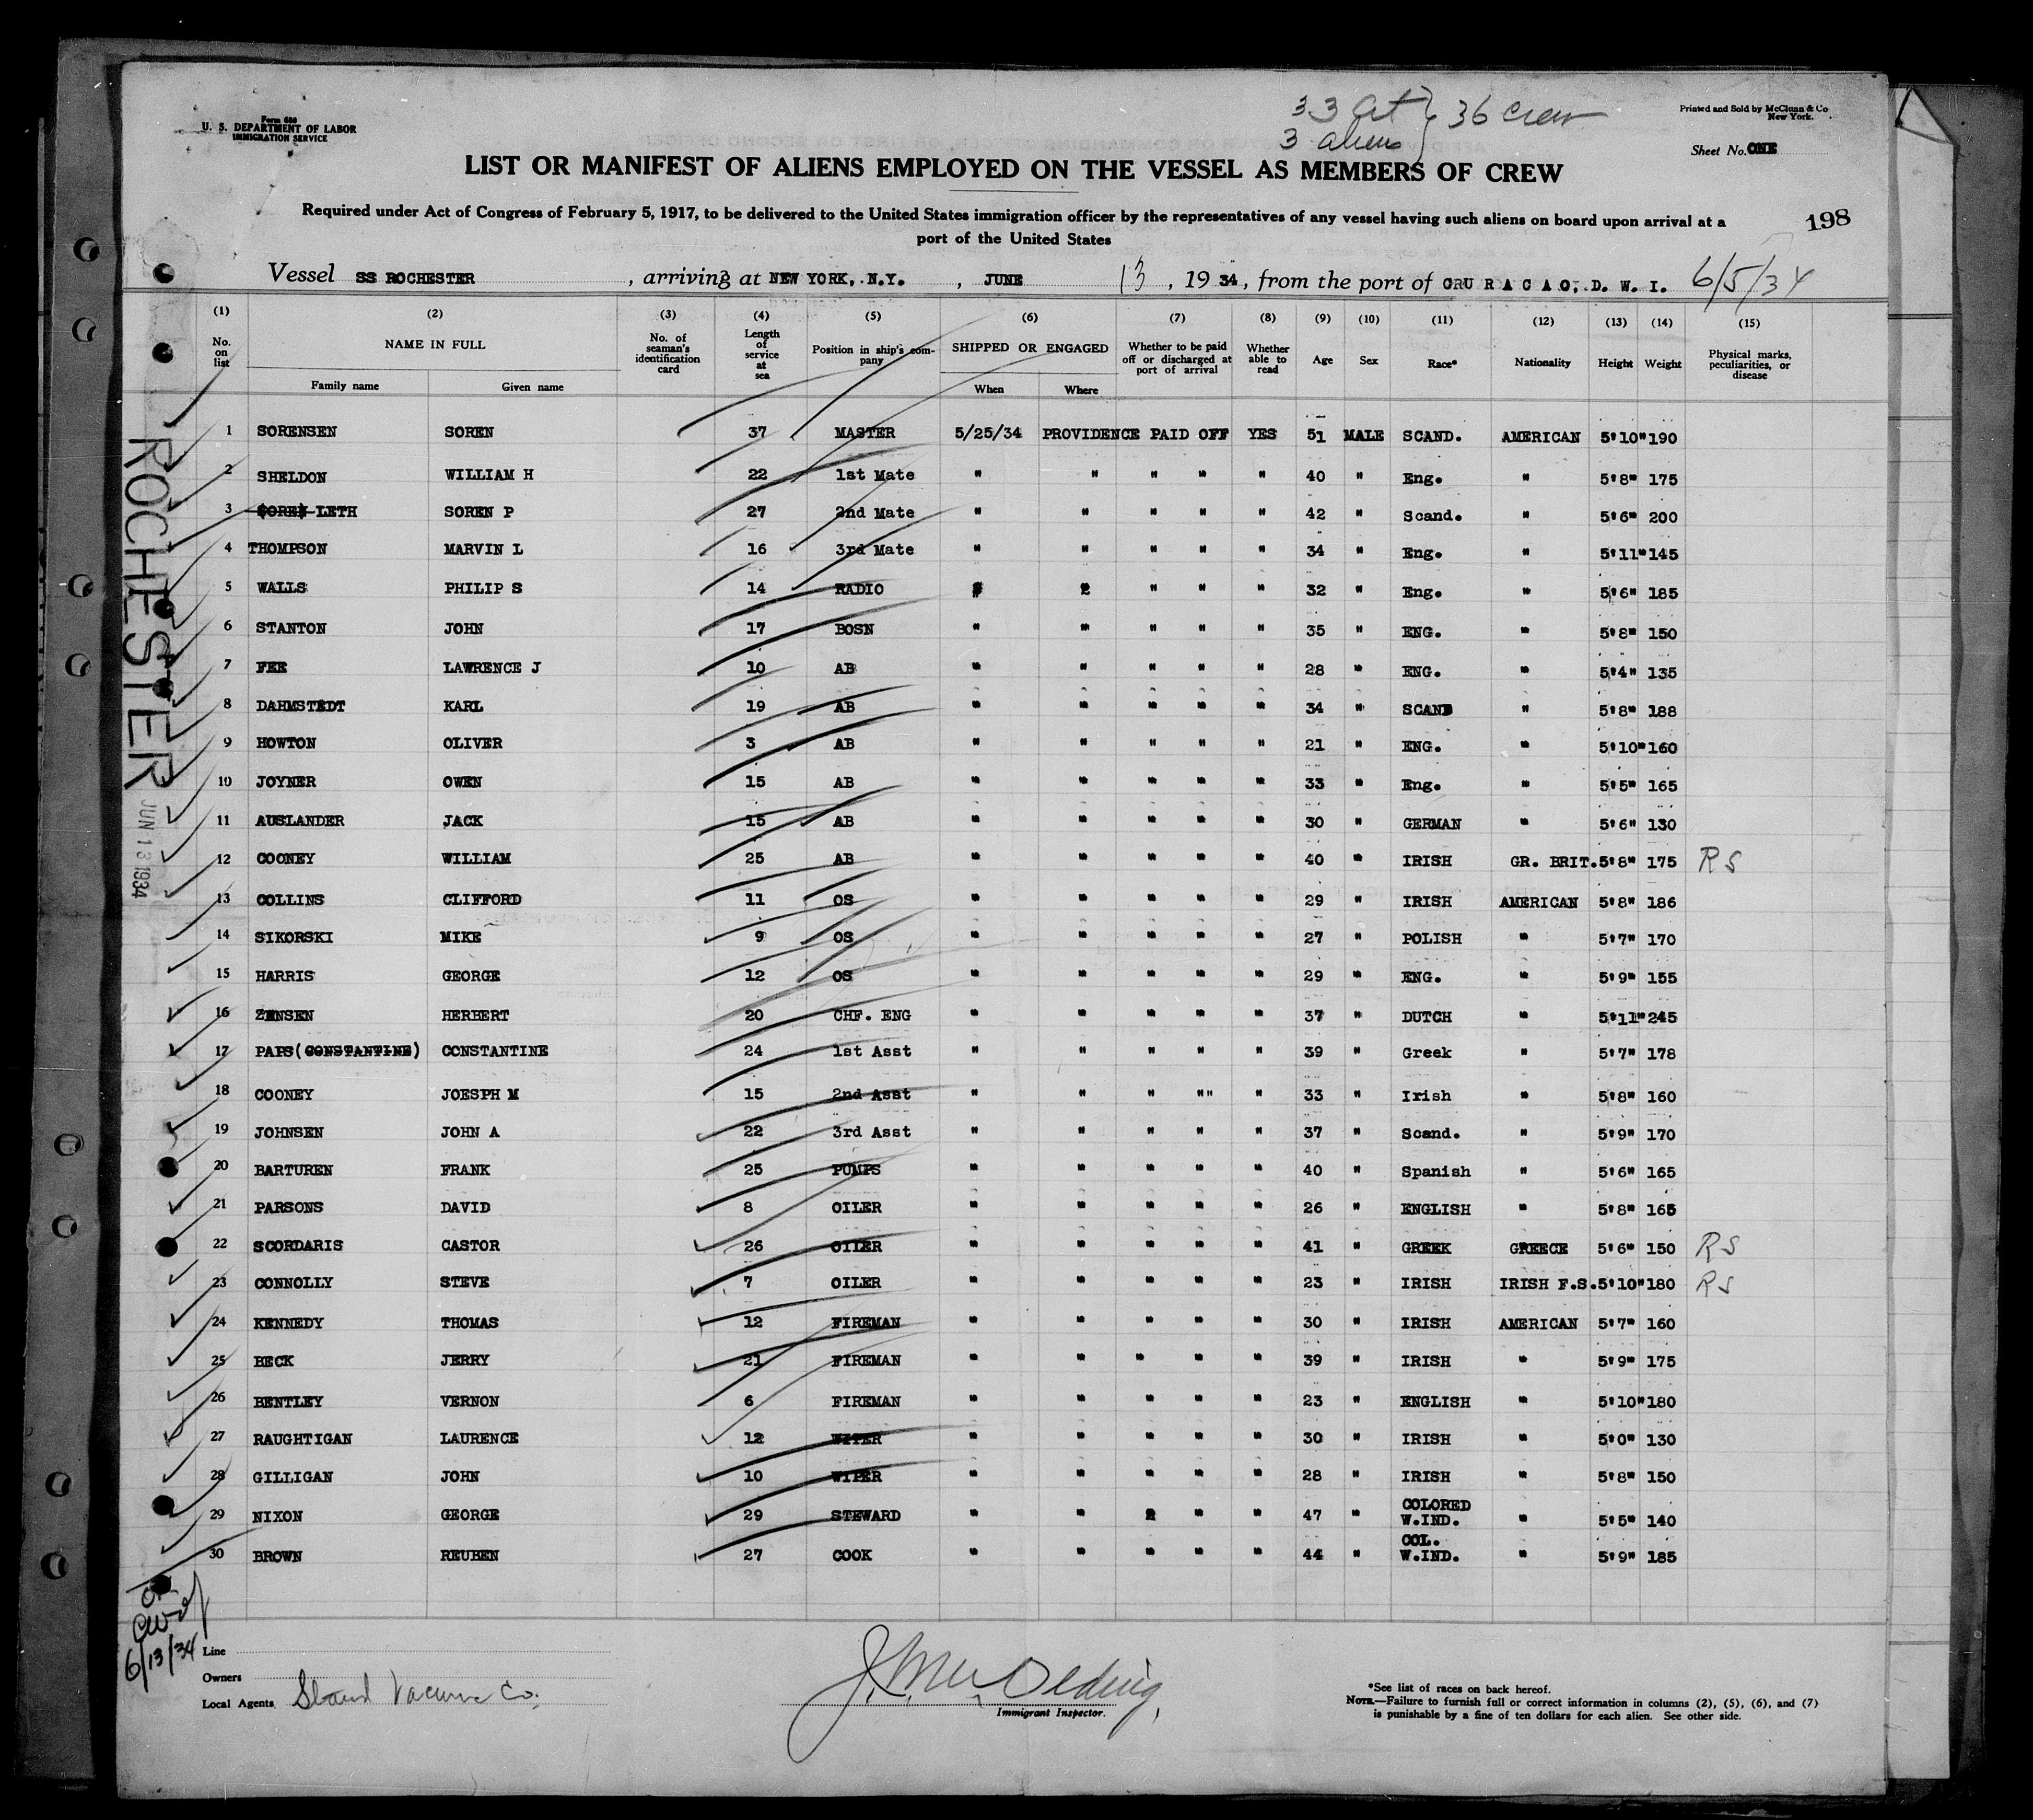 Form 680
U. S. DEPARTMENT OF LABOR
IMMIGRATION SERVICE
33 at } 36 crew
3 aliens
Printed and Sold by McClunn & Co
New York.
Sheet No. ONE
LIST OR MANIFEST OF ALIENS EMPLOYED ON THE VESSEL AS MEMBERS OF CREW
Required under Act of Congress of February 5, 1917, to be delivered to the United States immigration officer by the representatives of any vessel having such aliens on board upon arrival at a
port of the United States
198
Vessel SS ROCHESTER, arriving at NEW YORK, N.Y., JUNE 13, 1934, from the port of CRU R A C A O, D. W. I. 6/5/34
(1) (2) (3) (4) (5) (6) (7) (8) (9) (10) (11) (12) (13) (14) (15)
No. on list NAME IN FULL Family name Given name No. of seaman's identification card Length of service at sea Position in ship's company SHIPPED OR ENGAGED When Where Whether to be paid off or discharged at port of arrival Whether able to read Age Sex Race* Nationality Height Weight Physical marks, peculiarities, or disease
1 SORENSEN SOREN 37 MASTER 5/25/34 PROVIDENCE PAID OFF YES 51 MALE SCAND. AMERICAN 5'10" 190
2 SHELDON WILLIAM H 22 1st Mate " " " " " 40 " Eng. " 5'8" 175
3 (SOREN) LETH SOREN P 27 2nd Mate " " " " " 42 " Scand. " 5'6" 200
4 THOMPSON MARVIN L 16 3rd Mate " " " " " 34 " Eng. " 5'11" 145
5 WALLS PHILIP S 14 RADIO " " " " " 32 " Eng. " 5'6" 185
6 STANTON JOHN 17 BOSN " " " " " 35 " ENG. " 5'8" 150
7 FEE LAWRENCE J 10 AB " " " " " 28 " ENG. " 5'4" 135
8 DAHMSTEDT KARL 19 AB " " " " " 34 " SCAND " 5'8" 188
9 HOWTON OLIVER 3 AB " " " " " 21 " ENG. " 5'10" 160
10 JOYNER OWEN 15 AB " " " " " 33 " Eng. " 5'5" 165
11 AUSLANDER JACK 15 AB " " " " " 30 " GERMAN " 5'6" 130
12 COONEY WILLIAM 25 AB " " " " " 40 " IRISH GR. BRIT. 5'8" 175 RS
13 COLLINS CLIFFORD 11 OS " " " " " 29 " IRISH AMERICAN 5'8" 186
14 SIKORSKI MIKE 9 OS " " " " " 27 " POLISH " 5'7" 170
15 HARRIS GEORGE 12 OS " " " " " 29 " ENG. " 5'9" 155
16 ZENSEN HERBERT 20 CHF. ENG " " " " " 37 " DUTCH " 5'11" 245
17 PAPS (CONSTANTINE) CONSTANTINE 24 1st Asst " " " " " 39 " Greek " 5'7" 178
18 COONEY JOESPH M 15 2nd Asst " " " "" " 33 " Irish " 5'8" 160
19 JOHNSEN JOHN A 22 3rd Asst " " " " " 37 " Scand. " 5'9" 170
20 BARTUREN FRANK 25 PUMPS " " " " " 40 " Spanish " 5'6" 165
21 PARSONS DAVID 8 OILER " " " " " 26 " ENGLISH " 5'8" 165
22 SCORDARIS CASTOR 26 OILER " " " " " 41 " GREEK GREECE 5'6" 150 RS
23 CONNOLLY STEVE 7 OILER " " " " " 23 " IRISH IRISH F.S. 5'10" 180 RS
24 KENNEDY THOMAS 12 FIREMAN " " " " " 30 " IRISH AMERICAN 5'7" 160
25 BECK JERRY 21 FIREMAN " " " " " 39 " IRISH " 5'9" 175
26 BENTLEY VERNON 6 FIREMAN " " " " " 23 " ENGLISH " 5'10" 180
27 RAUGHTIGAN LAURENCE 12 WIPER " " " " " 30 " IRISH " 5'0" 130
28 GILLIGAN JOHN 10 WIPER " " " " " 28 " IRISH " 5'8" 150
29 NIXON GEORGE 29 STEWARD " " " " " 47 " COLORED W.IND. " 5'5" 140
30 BROWN REUBEN 27 COOK " " " " " 44 " COL. W.IND. " 5'9" 185
ROCHESTER
JUN 13 1934
6/13/34
Line
Owners
Local Agents Stand Vacuum Co.
Immigrant Inspector.
*See list of races on back hereof.
NOTE.—Failure to furnish full or correct information in columns (2), (5), (6), and (7)
is punishable by a fine of ten dollars for each alien. See other side.